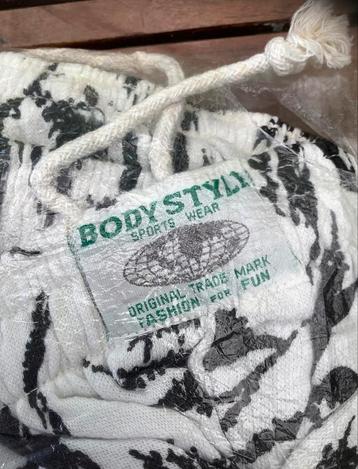 BODY STYLE
SPORTS WEAR
ORIGINAL TRADE MARK
FASHION FOR FUN